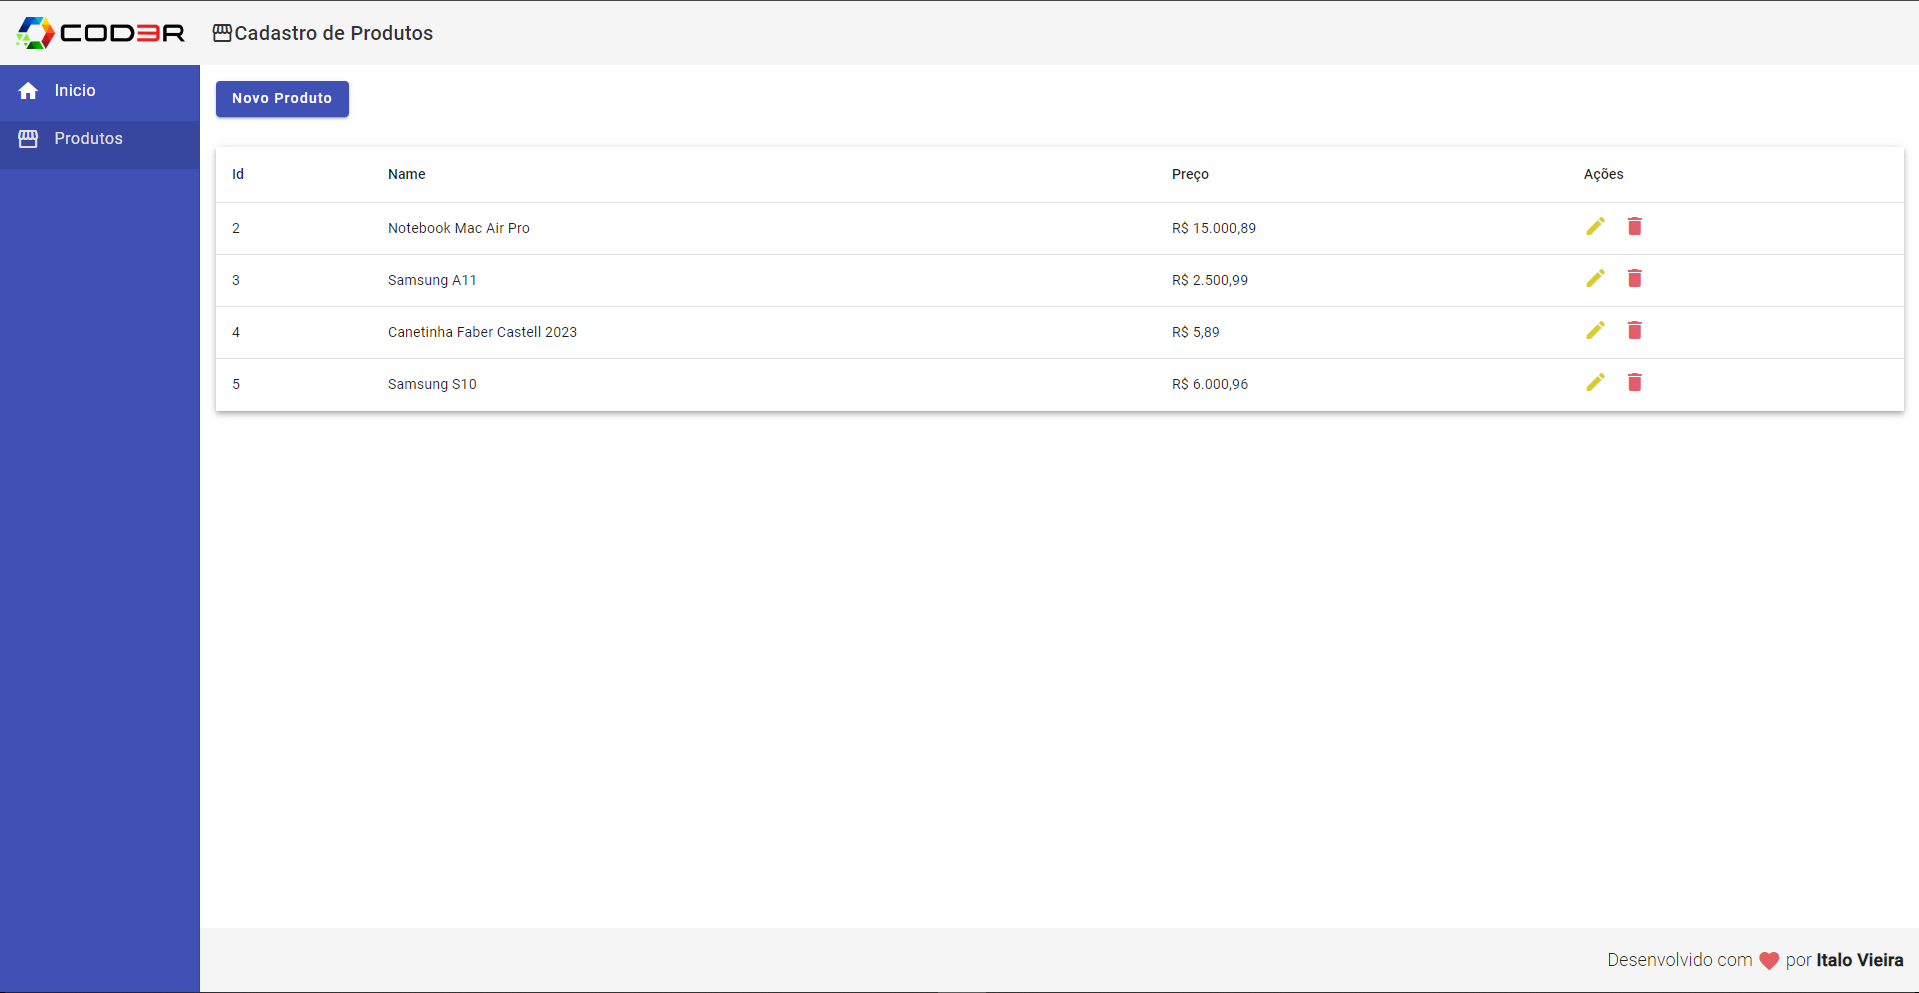 COD3R
Cadastro de Produtos
Inicio
Produtos
Novo Produto
Id Name Preço Ações
2 Notebook Mac Air Pro R$ 15.000,89
3 Samsung A11 R$ 2.500,99
4 Canetinha Faber Castell 2023 R$ 5,89
5 Samsung S10 R$ 6.000,96
Desenvolvido com por Italo Vieira